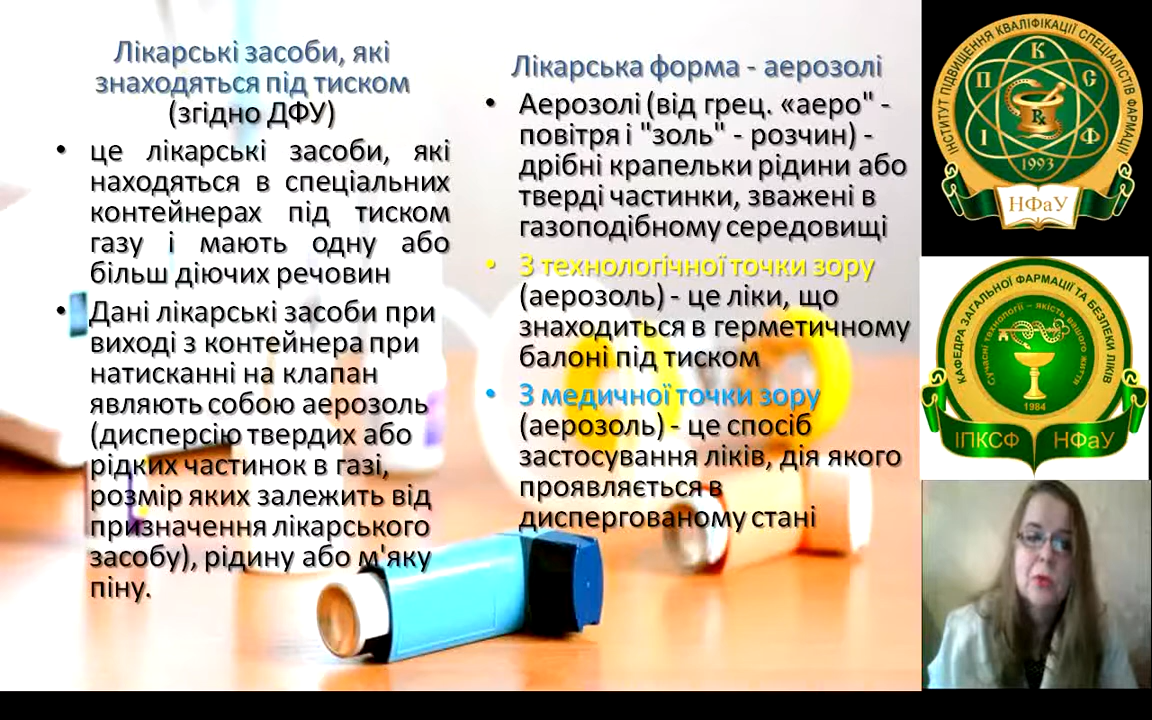 Лікарські засоби, які
знаходяться під тиском
(згідно ДФУ)
• це лікарські засоби, які
находяться в спеціальних
контейнерах під тиском
газу і мають одну або
більш діючих речовин
• Дані лікарські засоби при
виході з контейнера при
натисканні на клапан
являють собою аерозоль
(дисперсію твердих або
рідких частинок в газі,
розмір яких залежить від
призначення лікарського
засобу), рідину або м'яку
піну.
Лікарська форма - аерозолі
• Аерозолі (від грец. «аеро" -
повітря і "золь" - розчин) -
дрібні крапельки рідини або
тверді частинки, зважені в
газоподібному середовищі
• З технологічної точки зору
(аерозоль) - це ліки, що
знаходиться в герметичному
балоні під тиском
• З медичної точки зору
(аерозоль) - це спосіб
застосування ліків, дія якого
проявляється в
диспергованому стані
ІНСТИТУТ ПІДВИЩЕННЯ КВАЛІФІКАЦІЇ СПЕЦІАЛІСТІВ ФАРМАЦІЇ
І П К С Ф
Rx
1993
НФаУ
КАФЕДРА ЗАГАЛЬНОЇ ФАРМАЦІЇ ТА БЕЗПЕКИ ЛІКІВ
Сучасні технології – якість вашого життя
1984
ІПКСФ НФаУ